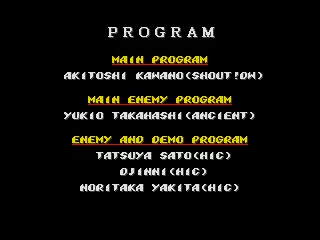 PROGRAM
MAIN PROGRAM
AKITOSHI KAWANO(SHOUT!DW)
MAIN ENEMY PROGRAM
YUKIO TAKAHASHI(ANCIENT)
ENEMY AND DEMO PROGRAM
TATSUYA SATO(HIC)
DJINNI(HIC)
NORITAKA YAKITA(HIC)